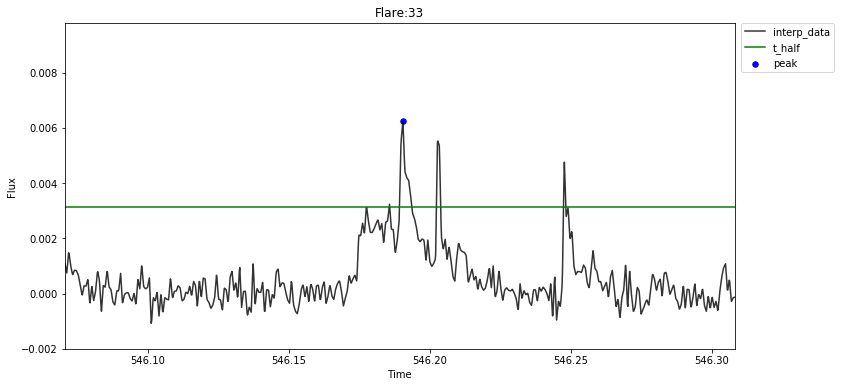 Flare:33
interp_data
t_half
peak
Flux
0.008
0.006
0.004
0.002
0.000
−0.002
546.10
546.15
546.20
546.25
546.30
Time